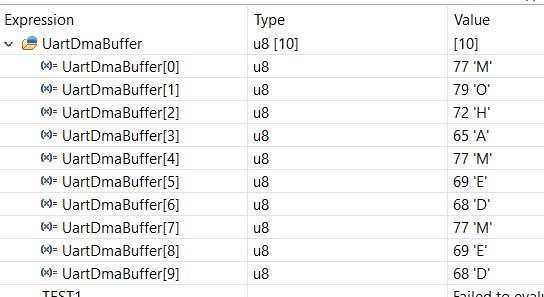 Expression Type Value
UartDmaBuffer u8 [10] [10]
(x)= UartDmaBuffer[0] u8 77 'M'
(x)= UartDmaBuffer[1] u8 79 'O'
(x)= UartDmaBuffer[2] u8 72 'H'
(x)= UartDmaBuffer[3] u8 65 'A'
(x)= UartDmaBuffer[4] u8 77 'M'
(x)= UartDmaBuffer[5] u8 69 'E'
(x)= UartDmaBuffer[6] u8 68 'D'
(x)= UartDmaBuffer[7] u8 77 'M'
(x)= UartDmaBuffer[8] u8 69 'E'
(x)= UartDmaBuffer[9] u8 68 'D'
TEST1 Failed to